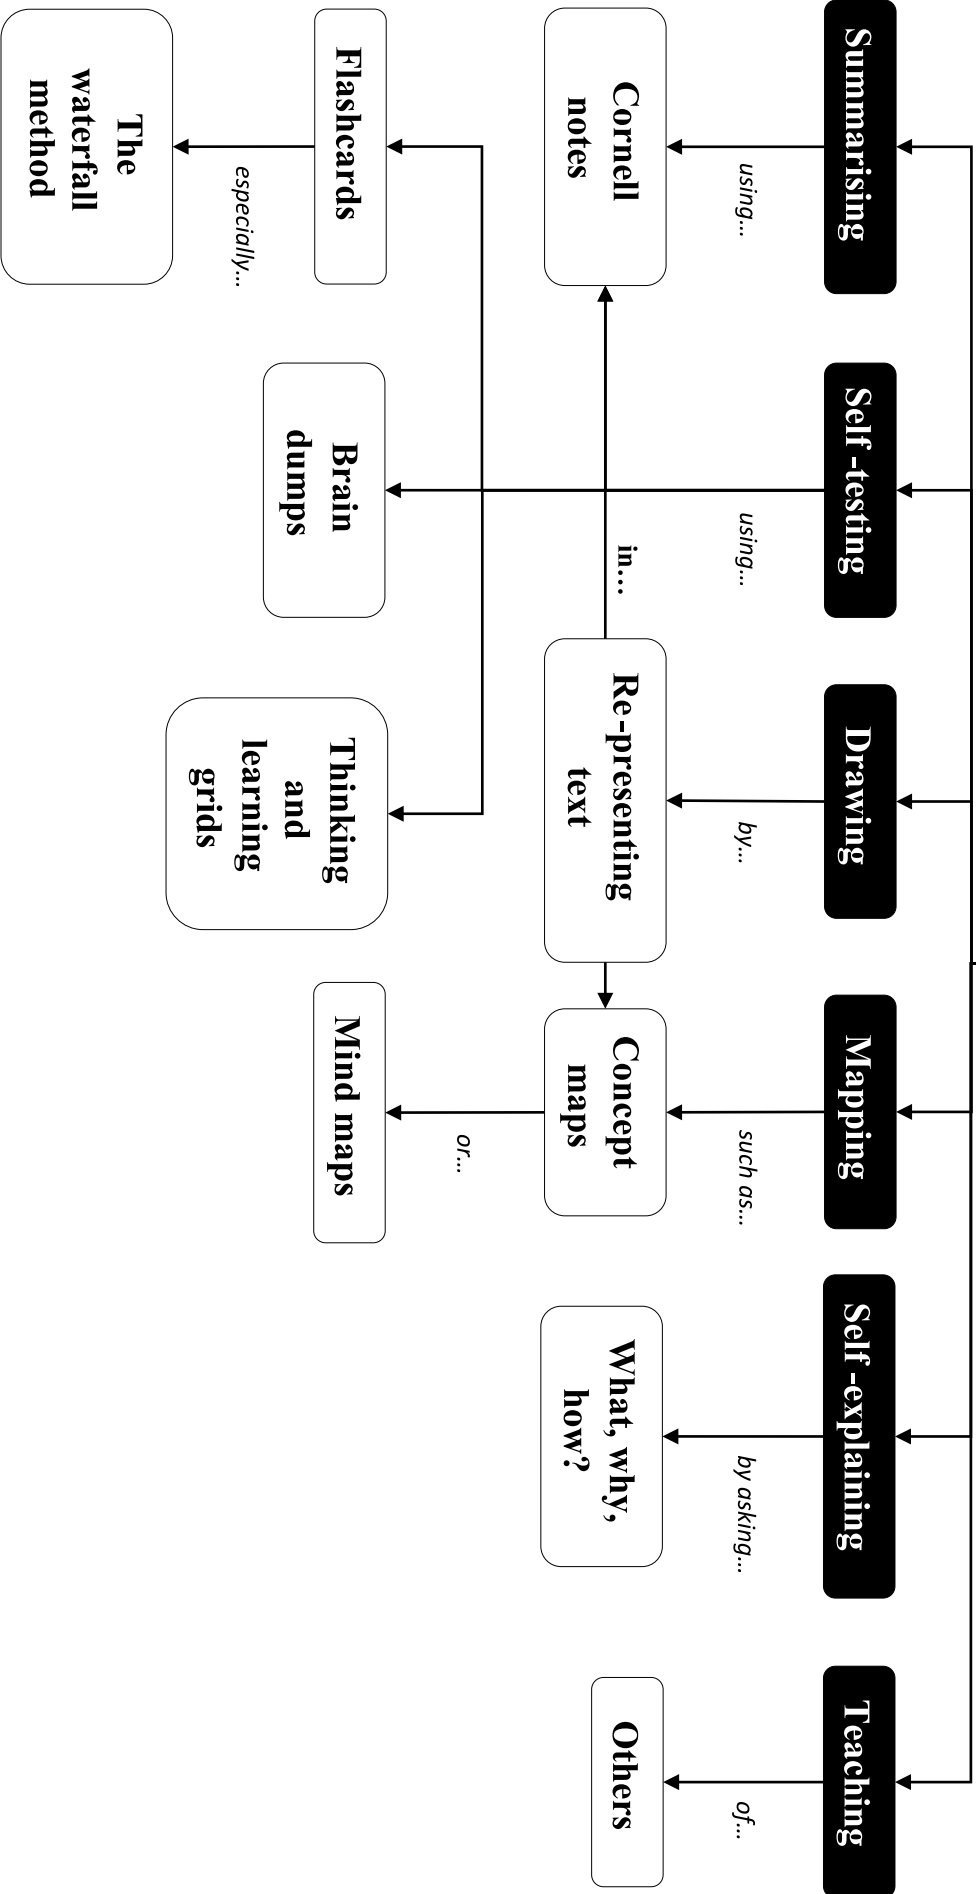 Summarising
Self -testing
Drawing
Mapping
Self -explaining
Teaching
using…
using…
by…
such as…
by asking…
of…
Cornell
notes
in…
Re-presenting
text
Concept
maps
What, why,
how?
Others
or…
Flashcards
Brain
dumps
Thinking
and
learning
grids
Mind maps
especially…
The
waterfall
method